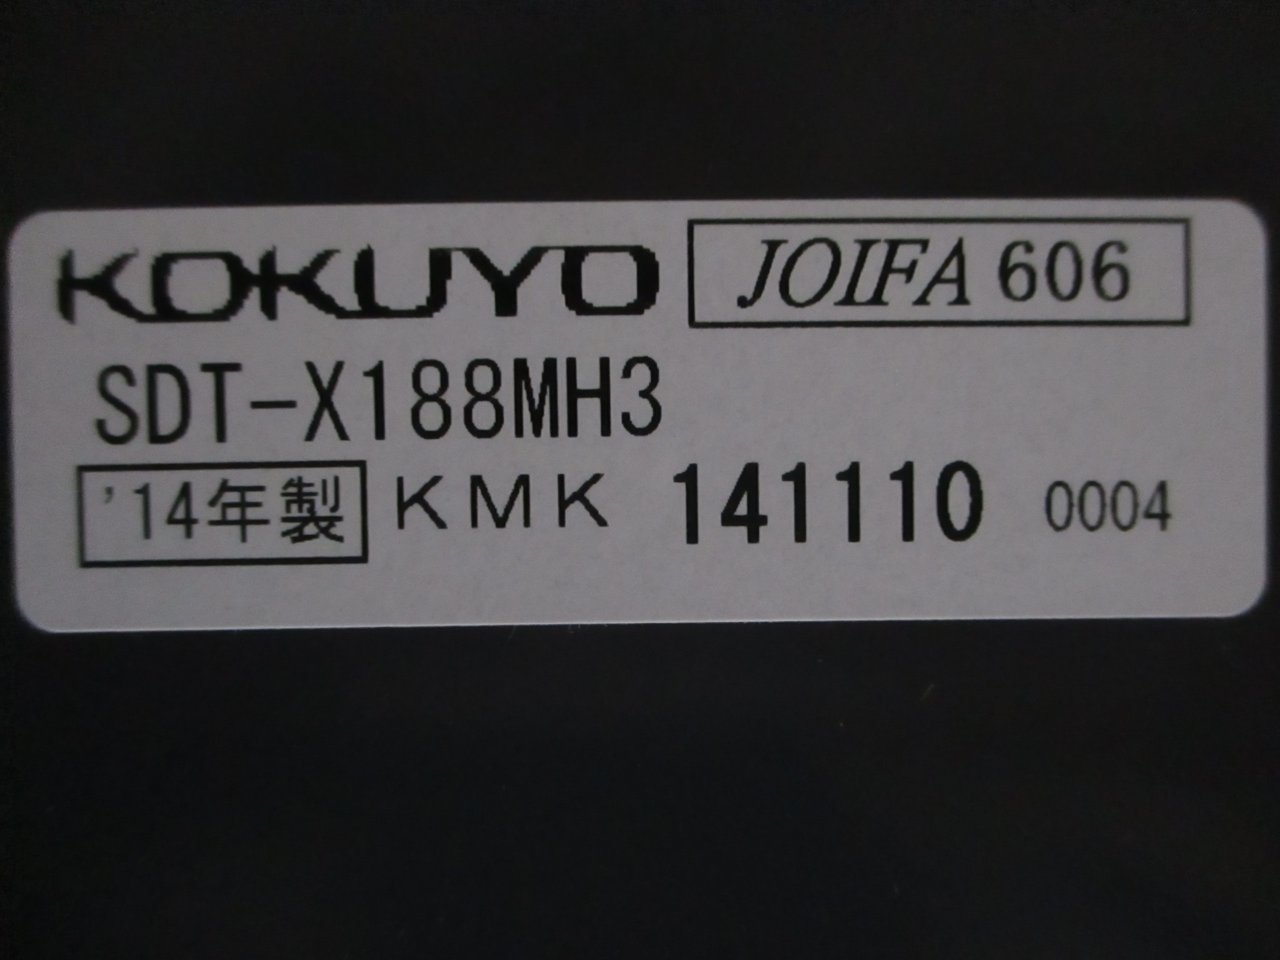 KOKUYO JOIFA 606
SDT-X188MH3
'14年製 KMK 141110 0004